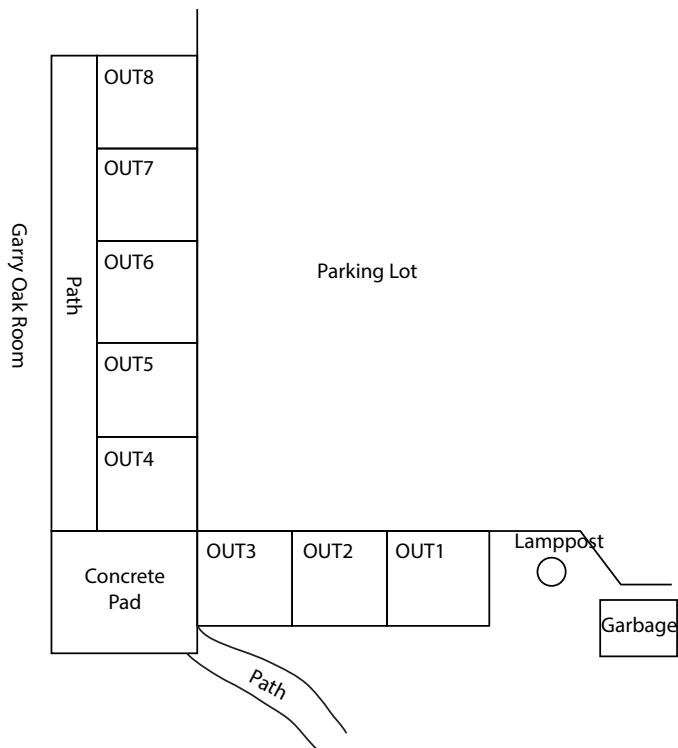 OUT8
OUT7
Garry Oak Room
Path
OUT6
Parking Lot
OUT5
OUT4
Lamppost
OUT3
OUT2
OUT1
Concrete
Pad
Garbage
Path